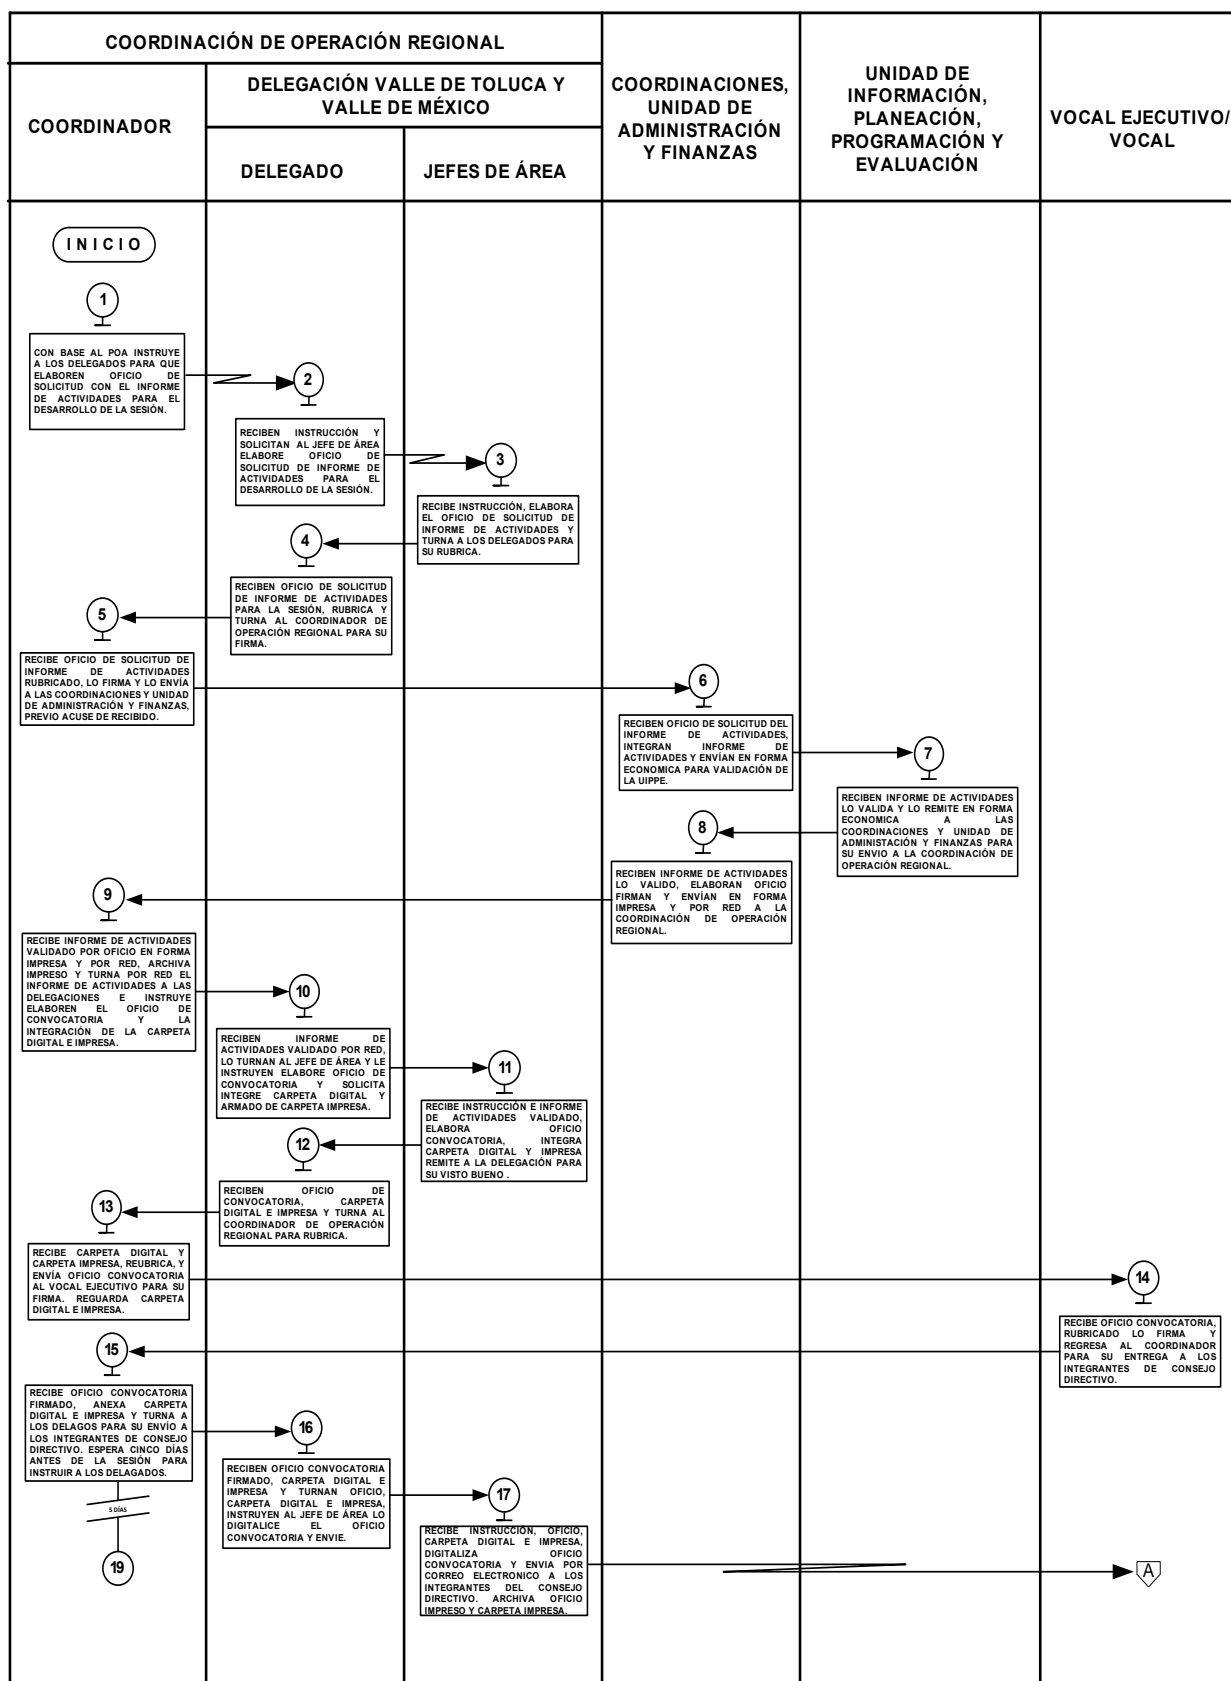 COORDINACIÓN DE OPERACIÓN REGIONAL
COORDINADOR
DELEGACIÓN VALLE DE TOLUCA Y
VALLE DE MÉXICO
DELEGADO
JEFES DE ÁREA
COORDINACIONES,
UNIDAD DE
ADMINISTRACIÓN
Y FINANZAS
UNIDAD DE
INFORMACIÓN,
PLANEACIÓN,
PROGRAMACIÓN Y
EVALUACIÓN
VOCAL EJECUTIVO/
VOCAL
INICIO
1
CON BASE AL POA INSTRUYE
A LOS DELEGADOS PARA QUE
ELABOREN OFICIO DE
SOLICITUD CON EL INFORME
DE ACTIVIDADES PARA EL
DESARROLLO DE LA SESIÓN.
2
RECIBEN INSTRUCCIÓN Y
SOLICITAN AL JEFE DE ÁREA
ELABORE OFICIO DE
SOLICITUD DE INFORME DE
ACTIVIDADES PARA EL
DESARROLLO DE LA SESIÓN.
3
RECIBE INSTRUCCIÓN, ELABORA
EL OFICIO DE SOLICITUD DE
INFORME DE ACTIVIDADES Y
TURNA A LOS DELEGADOS PARA
SU RUBRICA.
4
RECIBEN OFICIO DE SOLICITUD
DE INFORME DE ACTIVIDADES
PARA LA SESIÓN, RUBRICA Y
TURNA AL COORDINADOR DE
OPERACIÓN REGIONAL PARA SU
FIRMA.
5
RECIBE OFICIO DE SOLICITUD DE
INFORME DE ACTIVIDADES
RUBRICADO, LO FIRMA Y LO ENVÍA
A LAS COORDINACIONES Y UNIDAD
DE ADMINISTRACIÓN Y FINANZAS,
PREVIO ACUSE DE RECIBIDO.
6
RECIBEN OFICIO DE SOLICITUD DEL
INFORME DE ACTIVIDADES,
INTEGRAN INFORME DE
ACTIVIDADES Y ENVÍAN EN FORMA
ECONOMICA PARA VALIDACIÓN DE
LA UIPPE.
7
RECIBEN INFORME DE ACTIVIDADES
LO VALIDA Y LO REMITE EN FORMA
ECONOMICA A LAS
COORDINACIONES Y UNIDAD DE
ADMINISTACIÓN Y FINANZAS PARA
SU ENVIO A LA COORDINACIÓN DE
OPERACIÓN REGIONAL.
8
RECIBEN INFORME DE ACTIVIDADES
LO VALIDO, ELABORAN OFICIO
FIRMAN Y ENVÍAN EN FORMA
IMPRESA Y POR RED A LA
COORDINACIÓN DE OPERACIÓN
REGIONAL.
9
RECIBE INFORME DE ACTIVIDADES
VALIDADO POR OFICIO EN FORMA
IMPRESA Y POR RED, ARCHIVA
IMPRESO Y TURNA POR RED EL
INFORME DE ACTIVIDADES A LAS
DELEGACIONES E INSTRUYE
ELABOREN EL OFICIO DE
CONVOCATORIA Y LA
INTEGRACIÓN DE LA CARPETA
DIGITAL E IMPRESA.
10
RECIBEN INFORME DE
ACTIVIDADES VALIDADO POR RED,
LO TURNAN AL JEFE DE ÁREA Y LE
INSTRUYEN ELABORE OFICIO DE
CONVOCATORIA Y SOLICITA
INTEGRE CARPETA DIGITAL Y
ARMADO DE CARPETA IMPRESA.
11
RECIBE INSTRUCCIÓN E INFORME
DE ACTIVIDADES VALIDADO,
ELABORA OFICIO
CONVOCATORIA, INTEGRA
CARPETA DIGITAL Y IMPRESA
REMITE A LA DELEGACIÓN PARA
SU VISTO BUENO .
12
RECIBEN OFICIO DE
CONVOCATORIA, CARPETA
DIGITAL E IMPRESA Y TURNA AL
COORDINADOR DE OPERACIÓN
REGIONAL PARA RUBRICA.
13
RECIBE CARPETA DIGITAL Y
CARPETA IMPRESA, REUBRICA, Y
ENVÍA OFICIO CONVOCATORIA
AL VOCAL EJECUTIVO PARA SU
FIRMA. REGUARDA CARPETA
DIGITAL E IMPRESA.
14
RECIBE OFICIO CONVOCATORIA,
RUBRICADO LO FIRMA Y
REGRESA AL COORDINADOR
PARA SU ENTREGA A LOS
INTEGRANTES DE CONSEJO
DIRECTIVO.
15
RECIBE OFICIO CONVOCATORIA
FIRMADO, ANEXA CARPETA
DIGITAL E IMPRESA Y TURNA A
LOS DELAGOS PARA SU ENVÍO A
LOS INTEGRANTES DE CONSEJO
DIRECTIVO. ESPERA CINCO DÍAS
ANTES DE LA SESIÓN PARA
INSTRUIR A LOS DELAGADOS.
16
RECIBEN OFICIO CONVOCATORIA
FIRMADO, CARPETA DIGITAL E
IMPRESA Y TURNAN OFICIO,
CARPETA DIGITAL E IMPRESA,
INSTRUYEN AL JEFE DE ÁREA LO
DIGITALICE EL OFICIO
CONVOCATORIA Y ENVIE.
17
RECIBE INSTRUCCIÓN, OFICIO,
CARPETA DIGITAL E IMPRESA,
DIGITALIZA OFICIO
CONVOCATORIA Y ENVIA POR
CORREO ELECTRONICO A LOS
INTEGRANTES DEL CONSEJO
DIRECTIVO. ARCHIVA OFICIO
IMPRESO Y CARPETA IMPRESA.
5 DÍAS
19
A